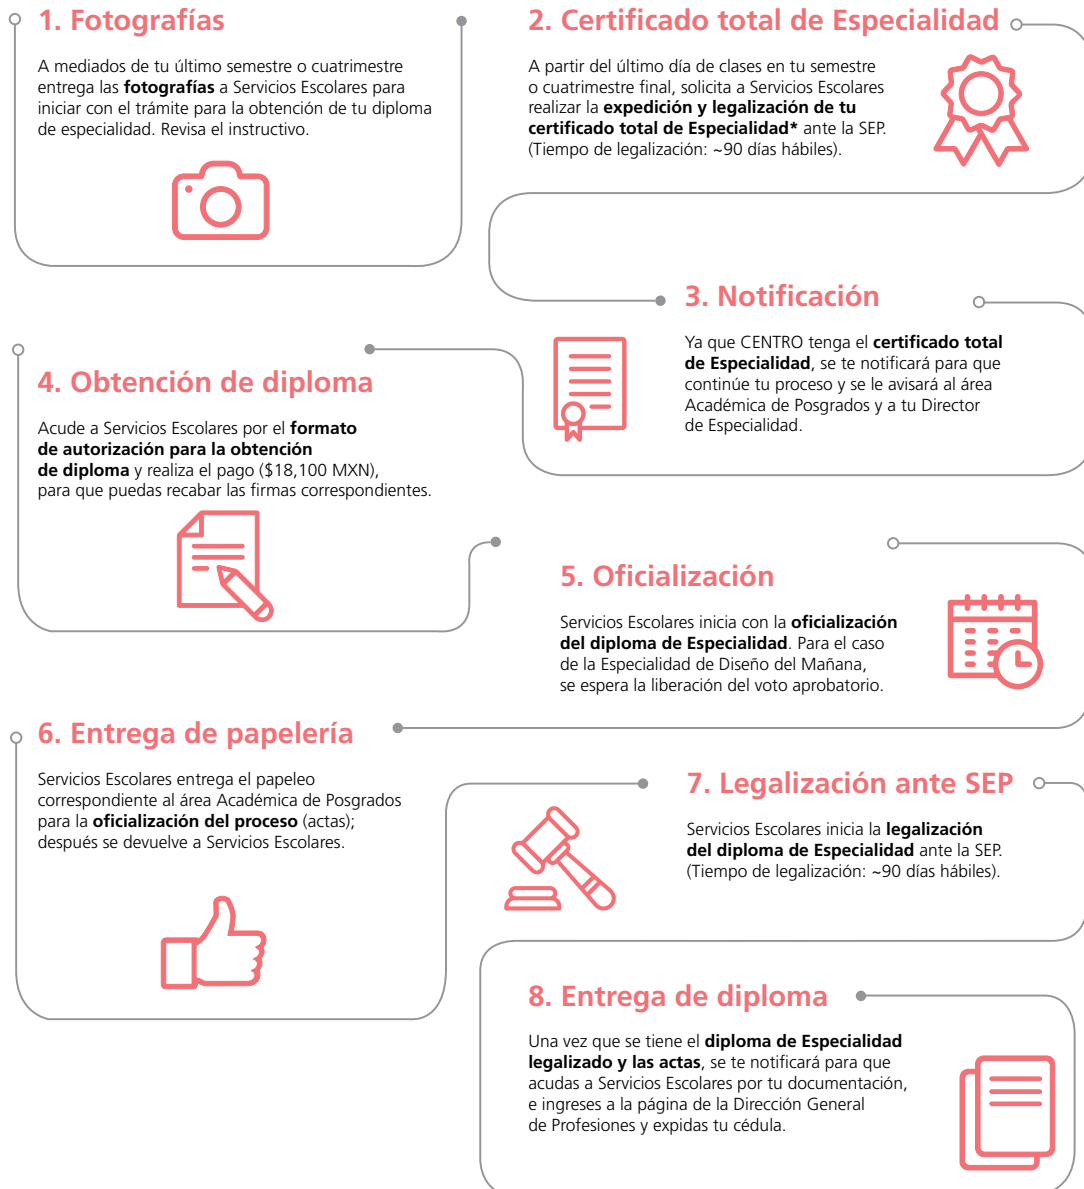 1. Fotografías
A mediados de tu último semestre o cuatrimestre
entrega las fotografías a Servicios Escolares para
iniciar con el trámite para la obtención de tu diploma
de especialidad. Revisa el instructivo.
2. Certificado total de Especialidad
A partir del último día de clases en tu semestre
o cuatrimestre final, solicita a Servicios Escolares
realizar la expedición y legalización de tu
certificado total de Especialidad* ante la SEP.
(Tiempo de legalización: ~90 días hábiles).
3. Notificación
Ya que CENTRO tenga el certificado total
de Especialidad, se te notificará para que
continúe tu proceso y se le avisará al área
Académica de Posgrados y a tu Director
de Especialidad.
4. Obtención de diploma
Acude a Servicios Escolares por el formato
de autorización para la obtención
de diploma y realiza el pago ($18,100 MXN),
para que puedas recabar las firmas correspondientes.
5. Oficialización
Servicios Escolares inicia con la oficialización
del diploma de Especialidad. Para el caso
de la Especialidad de Diseño del Mañana,
se espera la liberación del voto aprobatorio.
6. Entrega de papelería
Servicios Escolares entrega el papeleo
correspondiente al área Académica de Posgrados
para la oficialización del proceso (actas);
después se devuelve a Servicios Escolares.
7. Legalización ante SEP
Servicios Escolares inicia la legalización
del diploma de Especialidad ante la SEP.
(Tiempo de legalización: ~90 días hábiles).
8. Entrega de diploma
Una vez que se tiene el diploma de Especialidad
legalizado y las actas, se te notificará para que
acudas a Servicios Escolares por tu documentación,
e ingreses a la página de la Dirección General
de Profesiones y expidas tu cédula.